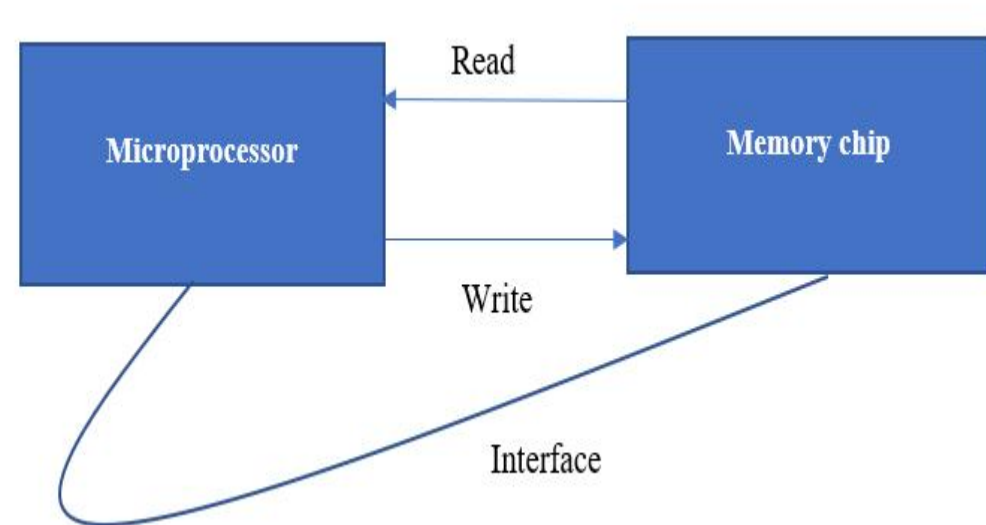 Read
Microprocessor
Memory chip
Write
Interface